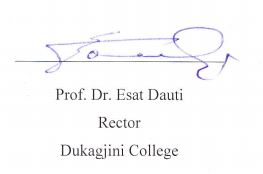 Prof. Dr. Esat Dauti
Rector
Dukagjini College